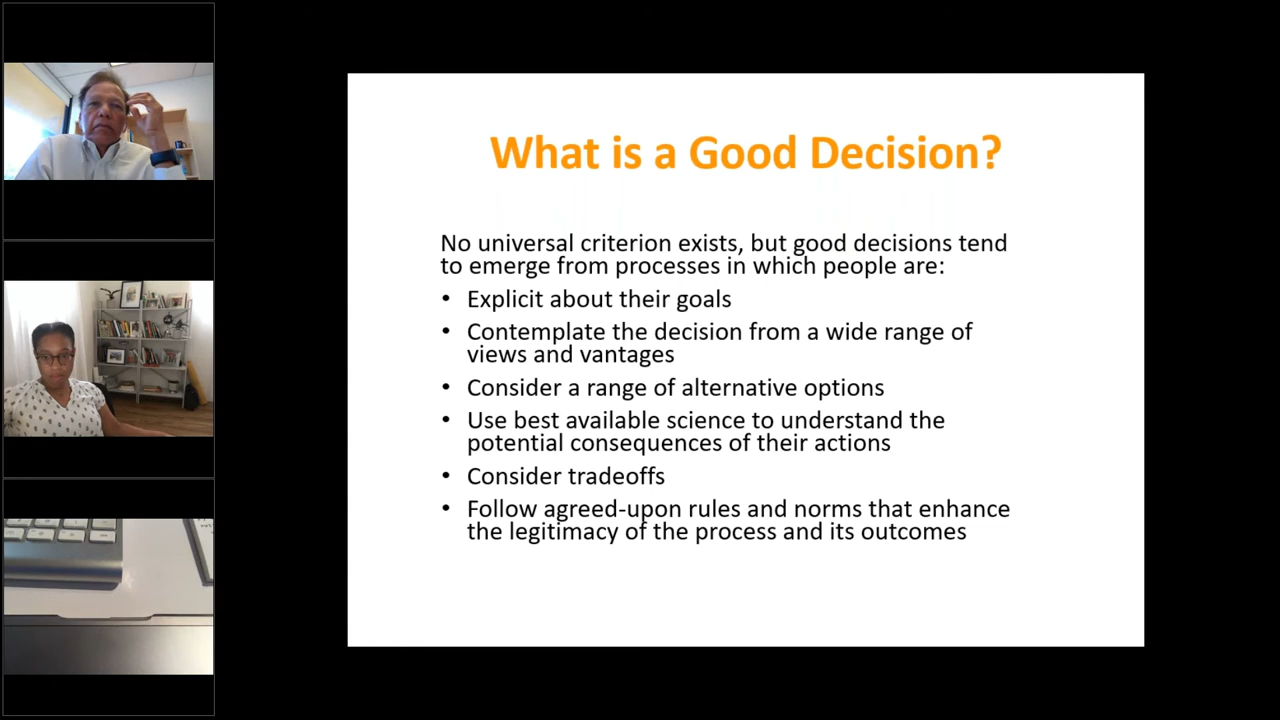 What is a Good Decision?
No universal criterion exists, but good decisions tend
to emerge from processes in which people are:
• Explicit about their goals
• Contemplate the decision from a wide range of
views and vantages
• Consider a range of alternative options
• Use best available science to understand the
potential consequences of their actions
• Consider tradeoffs
• Follow agreed-upon rules and norms that enhance
the legitimacy of the process and its outcomes